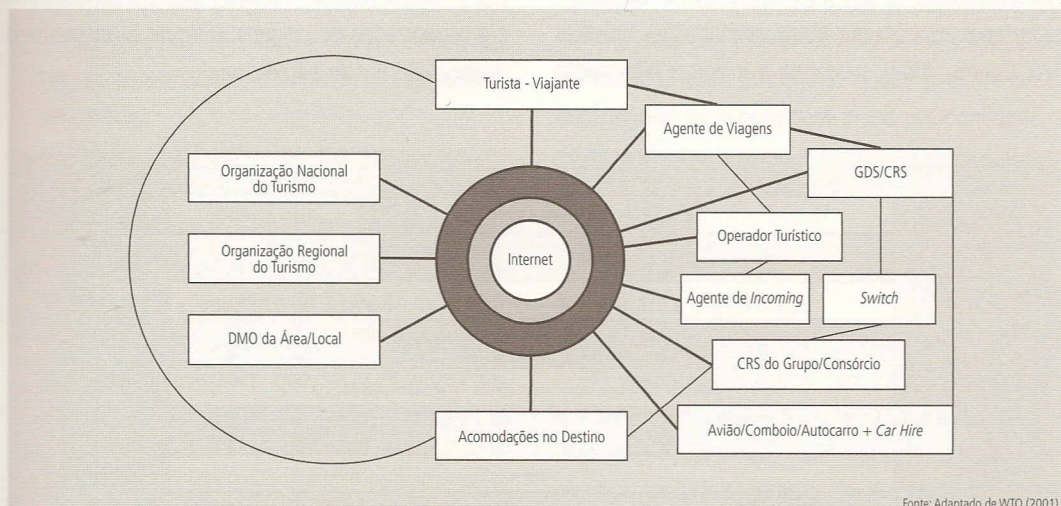 Turista - Viajante
Agente de Viagens
GDS/CRS
Organização Nacional
do Turismo
Operador Turístico
Organização Regional
do Turismo
Internet
Agente de Incoming
Switch
DMO da Área/Local
CRS do Grupo/Consórcio
Acomodações no Destino
Avião/Comboio/Autocarro + Car Hire
Fonte: Adaptado de WTO (2001)